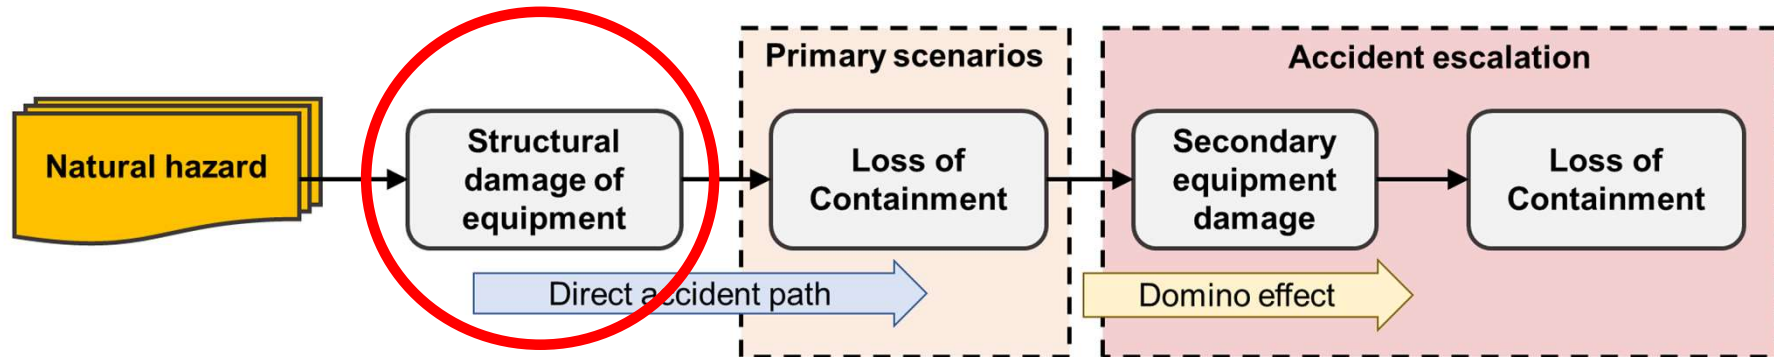 Natural hazard
Structural
damage of
equipment
Primary scenarios
Loss of
Containment
Accident escalation
Secondary
equipment
damage
Loss of
Containment
Direct accident path
Domino effect